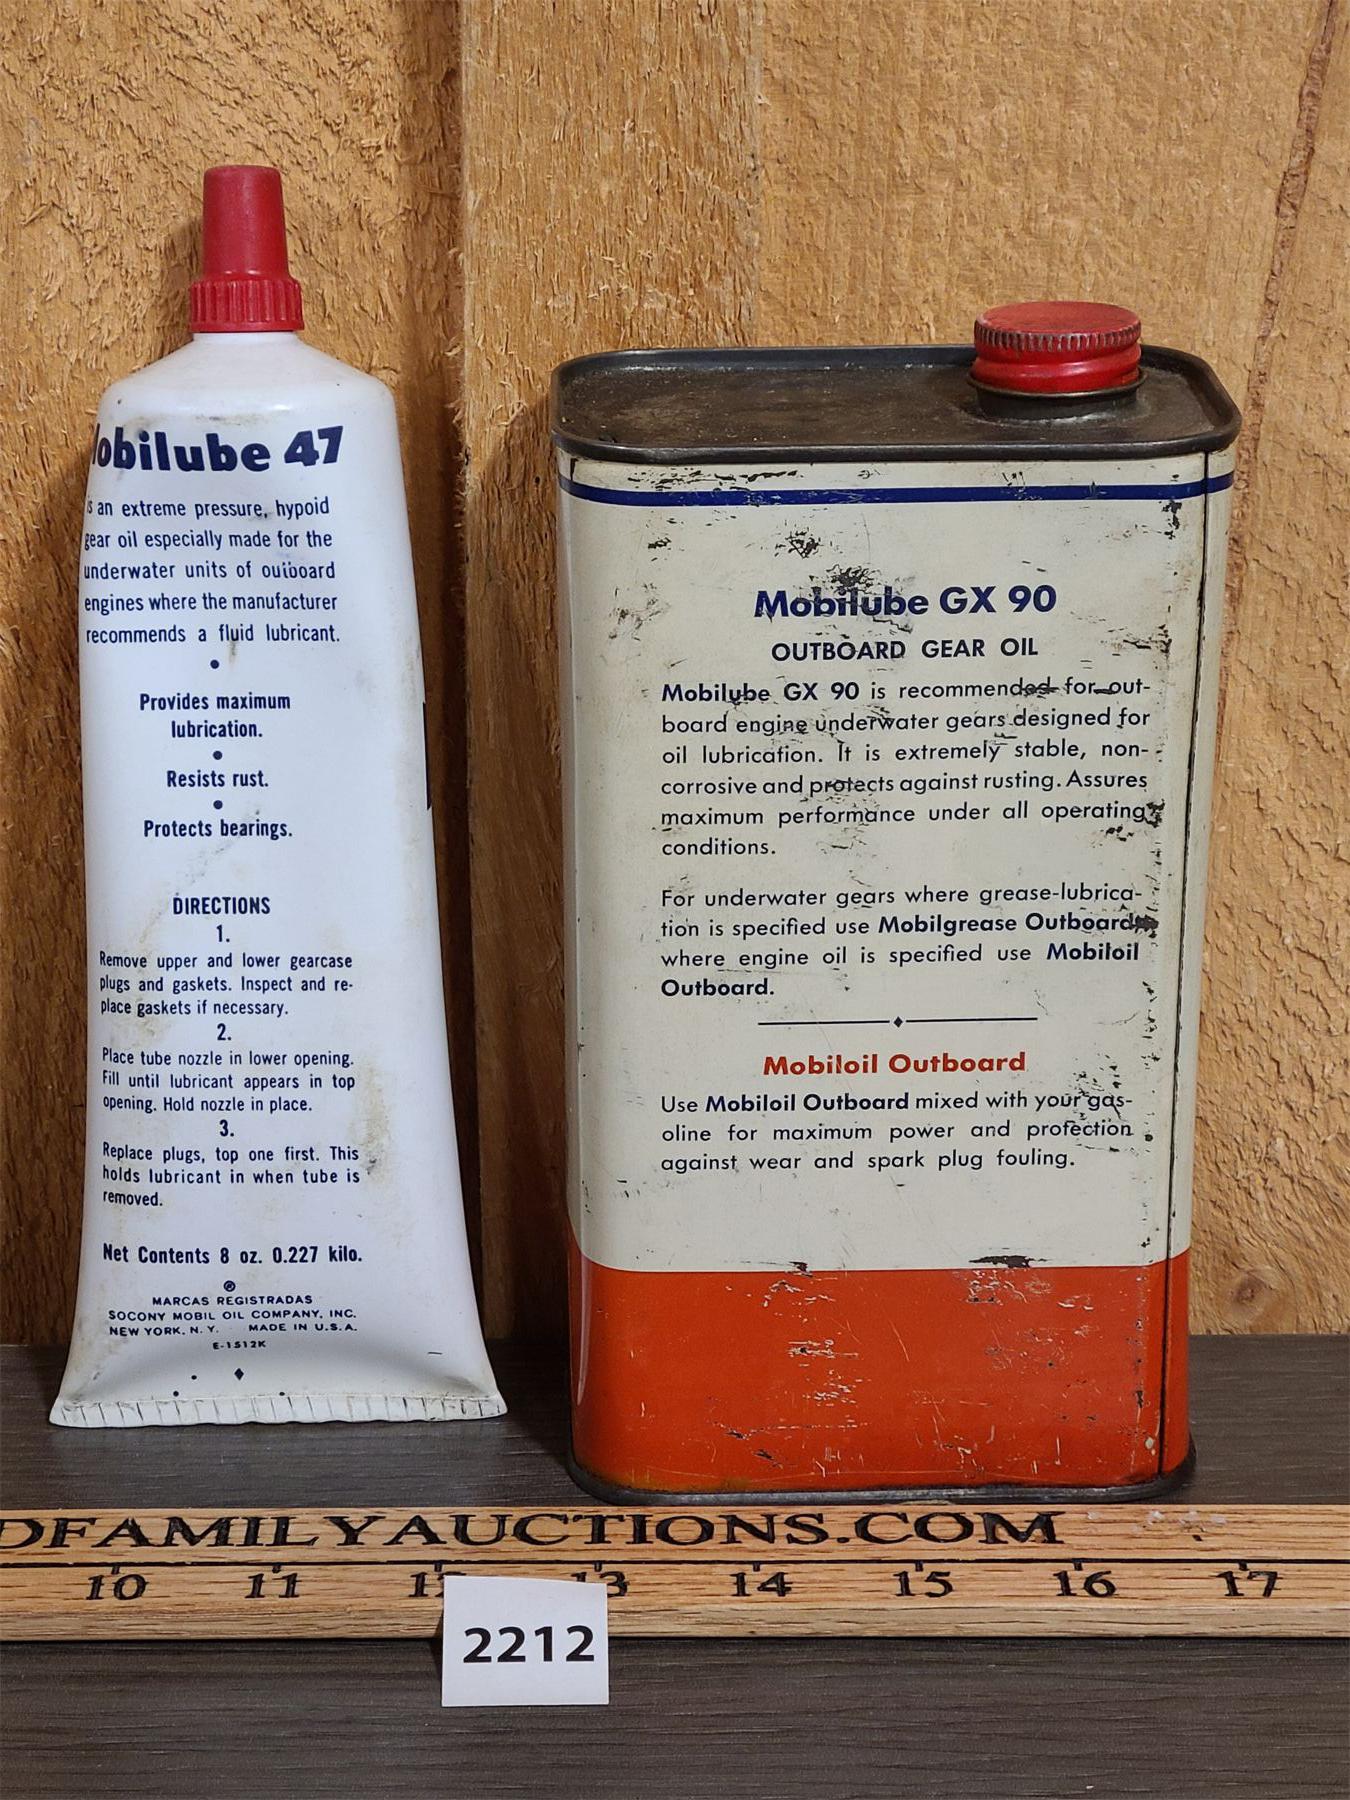 Mobilube 47
is an extreme pressure, hypoid
gear oil especially made for the
underwater units of outboard
engines where the manufacturer
recommends a fluid lubricant.
•
Provides maximum
lubrication.
•
Resists rust.
•
Protects bearings.
DIRECTIONS
1.
Remove upper and lower gearcase
plugs and gaskets. Inspect and re-
place gaskets if necessary.
2.
Place tube nozzle in lower opening.
Fill until lubricant appears in top
opening. Hold nozzle in place.
3.
Replace plugs, top one first. This
holds lubricant in when tube is
removed.
Net Contents 8 oz. 0.227 kilo.
®
MARCAS REGISTRADAS
SOCONY MOBIL OIL COMPANY, INC.
NEW YORK, N. Y. MADE IN U.S.A.
E-1512K
Mobilube GX 90
OUTBOARD GEAR OIL
Mobilube GX 90 is recommended for out-
board engine underwater gears designed for
oil lubrication. It is extremely stable, non-
corrosive and protects against rusting. Assures
maximum performance under all operating
conditions.
For underwater gears where grease-lubrica-
tion is specified use Mobilgrease Outboard,
where engine oil is specified use Mobiloil
Outboard.
Mobiloil Outboard
Use Mobiloil Outboard mixed with your gas-
oline for maximum power and protection
against wear and spark plug fouling.
DFAMILYAUCTIONS.COM
10 11 12 13 14 15 16 17
2212